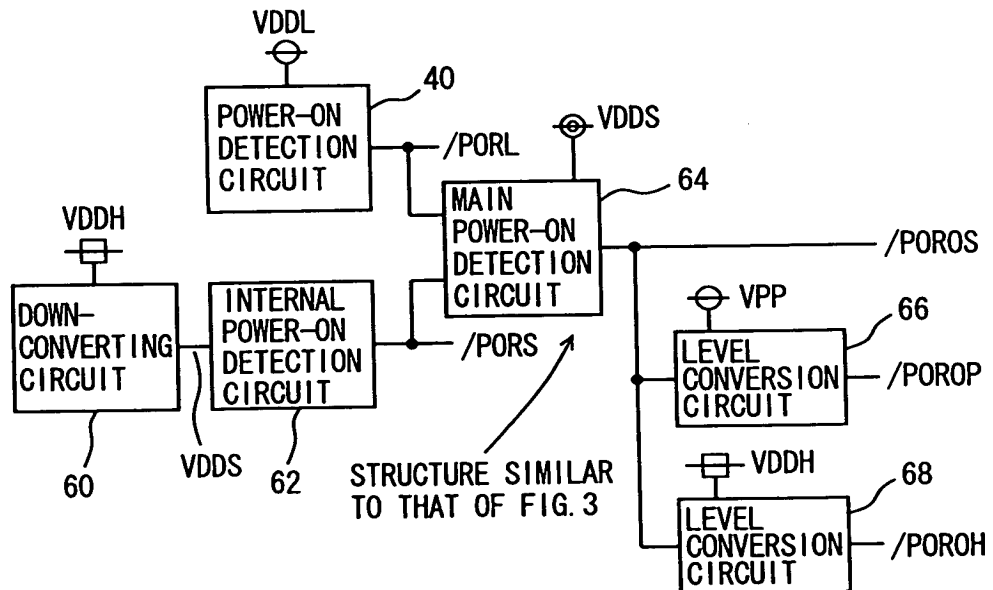 VDDL
POWER-ON
DETECTION
CIRCUIT
40
/PORL
VDDS
MAIN
POWER-ON
DETECTION
CIRCUIT
64
/POROS
VDDH
DOWN-
CONVERTING
CIRCUIT
60
VDDS
INTERNAL
POWER-ON
DETECTION
CIRCUIT
62
/PORS
STRUCTURE SIMILAR
TO THAT OF FIG. 3
VPP
LEVEL
CONVERSION
CIRCUIT
66
/POROP
VDDH
LEVEL
CONVERSION
CIRCUIT
68
/POROH